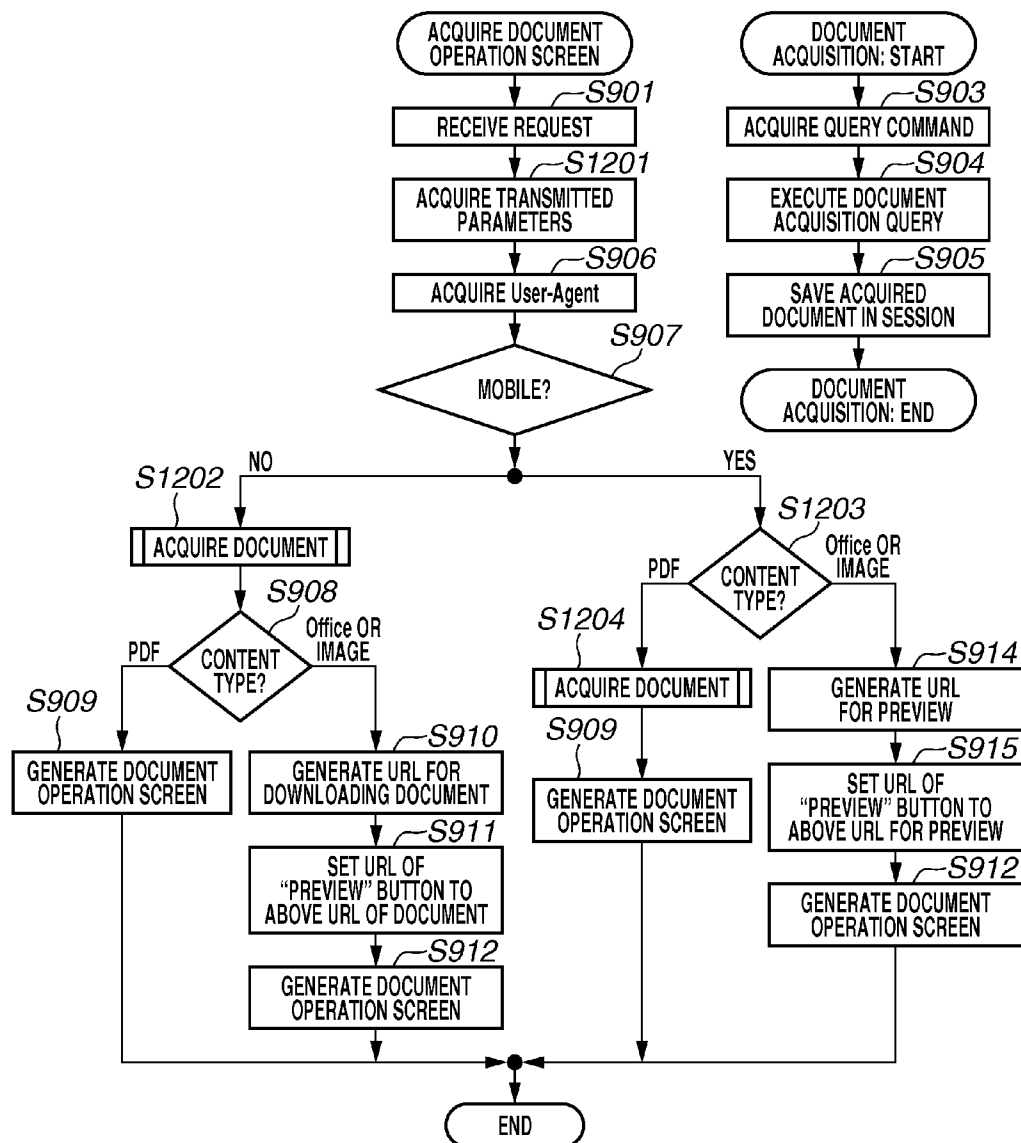 ACQUIRE DOCUMENT
OPERATION SCREEN
S901
RECEIVE REQUEST
S1201
ACQUIRE TRANSMITTED
PARAMETERS
S906
ACQUIRE User-Agent
S907
MOBILE?
DOCUMENT
ACQUISITION: START
S903
ACQUIRE QUERY COMMAND
S904
EXECUTE DOCUMENT
ACQUISITION QUERY
S905
SAVE ACQUIRED
DOCUMENT IN SESSION
DOCUMENT
ACQUISITION: END
NO
YES
S1202
ACQUIRE DOCUMENT
S908
CONTENT
TYPE?
PDF
Office OR
IMAGE
S909
GENERATE DOCUMENT
OPERATION SCREEN
S910
GENERATE URL FOR
DOWNLOADING DOCUMENT
S911
SET URL OF
“PREVIEW” BUTTON TO
ABOVE URL OF DOCUMENT
S912
GENERATE DOCUMENT
OPERATION SCREEN
S1203
CONTENT
TYPE?
PDF
Office OR
IMAGE
S1204
ACQUIRE DOCUMENT
S909
GENERATE DOCUMENT
OPERATION SCREEN
S914
GENERATE URL
FOR PREVIEW
S915
SET URL OF
“PREVIEW” BUTTON TO
ABOVE URL FOR PREVIEW
S912
GENERATE DOCUMENT
OPERATION SCREEN
END